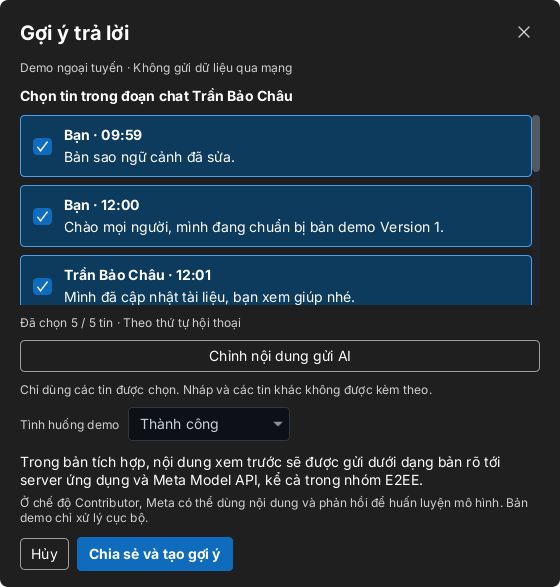 Gợi ý trả lời
Demo ngoại tuyến · Không gửi dữ liệu qua mạng
Chọn tin trong đoạn chat Trần Bảo Châu
Bạn · 09:59
Bản sao ngữ cảnh đã sửa.
Bạn · 12:00
Chào mọi người, mình đang chuẩn bị bản demo Version 1.
Trần Bảo Châu · 12:01
Mình đã cập nhật tài liệu, bạn xem giúp nhé.
Đã chọn 5 / 5 tin · Theo thứ tự hội thoại
Chỉnh nội dung gửi AI
Chỉ dùng các tin được chọn. Nháp và các tin khác không được kèm theo.
Tình huống demo
Thành công
Trong bản tích hợp, nội dung xem trước sẽ được gửi dưới dạng bản rõ tới
server ứng dụng và Meta Model API, kể cả trong nhóm E2EE.
Ở chế độ Contributor, Meta có thể dùng nội dung và phản hồi để huấn luyện mô hình. Bản
demo chỉ xử lý cục bộ.
Hủy
Chia sẻ và tạo gợi ý